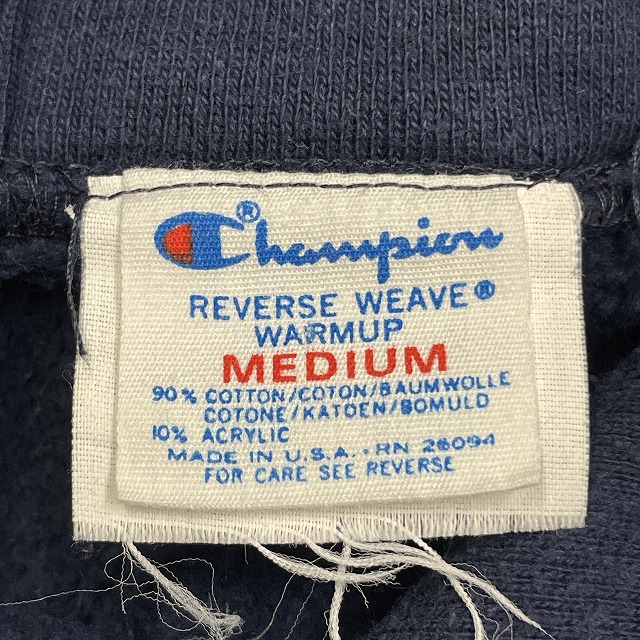 Champion®
REVERSE WEAVE®
WARMUP
MEDIUM
90% COTTON/COTON/BAUMWOLLE
COTONE/KATOEN/BOMULD
10% ACRYLIC
MADE IN U.S.A. · RN 26094
FOR CARE SEE REVERSE